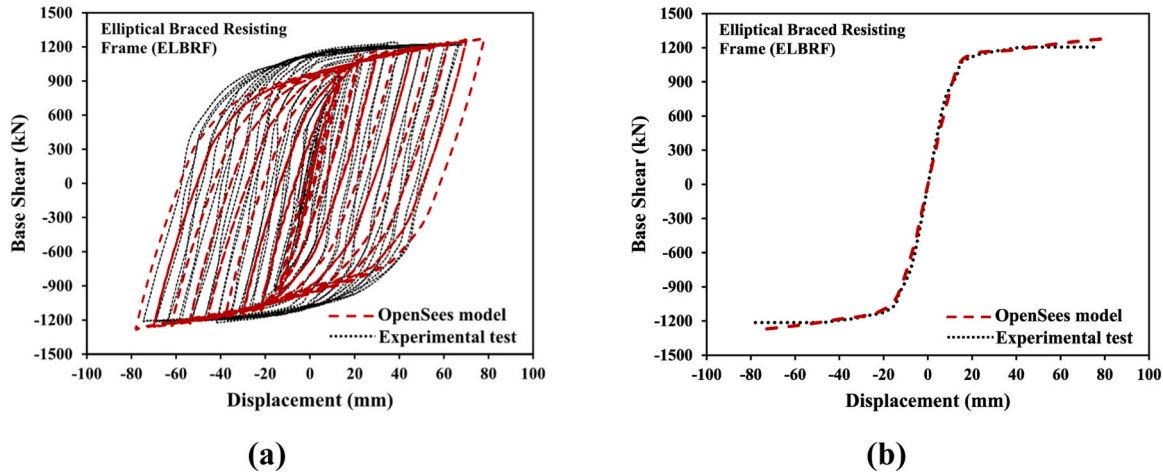 Elliptical Braced Resisting
Frame (ELBRF)
1500
1200
900
600
300
0
-300
-600
-900
-1200
-1500
Base Shear (kN)
OpenSees model
Experimental test
-100 -80 -60 -40 -20 0 20 40 60 80 100
Displacement (mm)
(a)
Elliptical Braced Resisting
Frame (ELBRF)
1500
1200
900
600
300
0
-300
-600
-900
-1200
-1500
Base Shear (kN)
OpenSees model
Experimental test
-100 -80 -60 -40 -20 0 20 40 60 80 100
Displacement (mm)
(b)